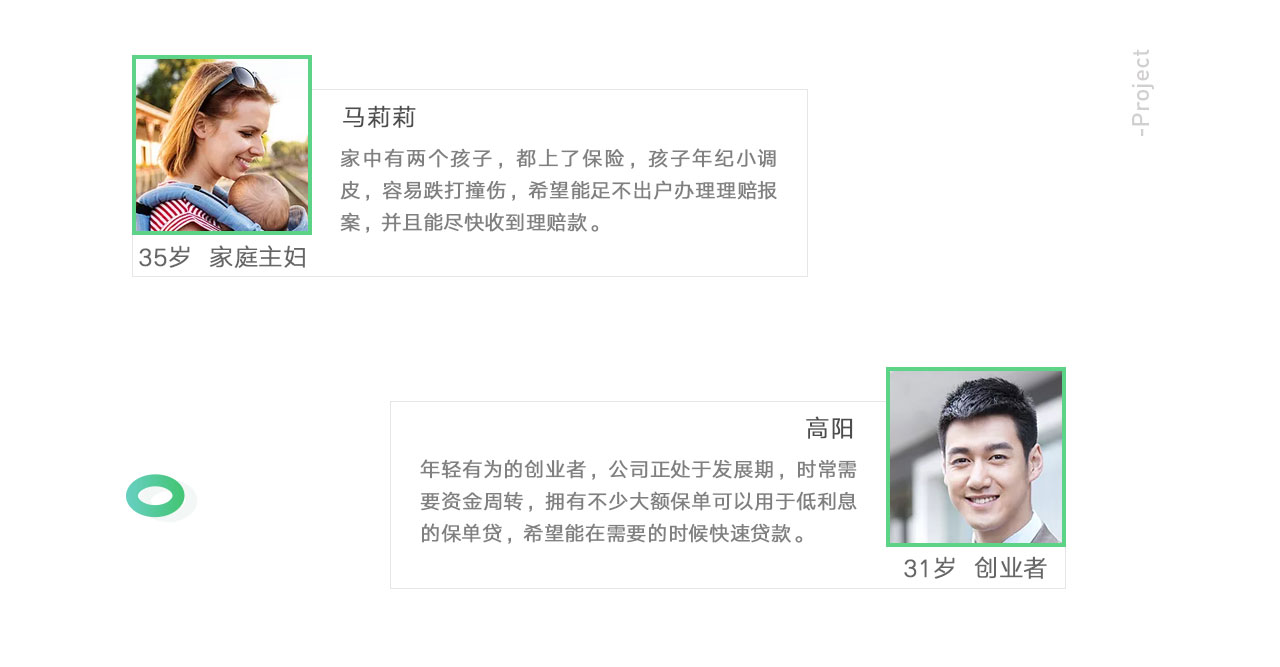 -Project
马莉莉
家中有两个孩子，都上了保险，孩子年纪小调
皮，容易跌打撞伤，希望能足不出户办理理赔报
案，并且能尽快收到理赔款。
35岁 家庭主妇
高阳
年轻有为的创业者，公司正处于发展期，时常需
要资金周转，拥有不少大额保单可以用于低利息
的保单贷，希望能在需要的时候快速贷款。
31岁 创业者